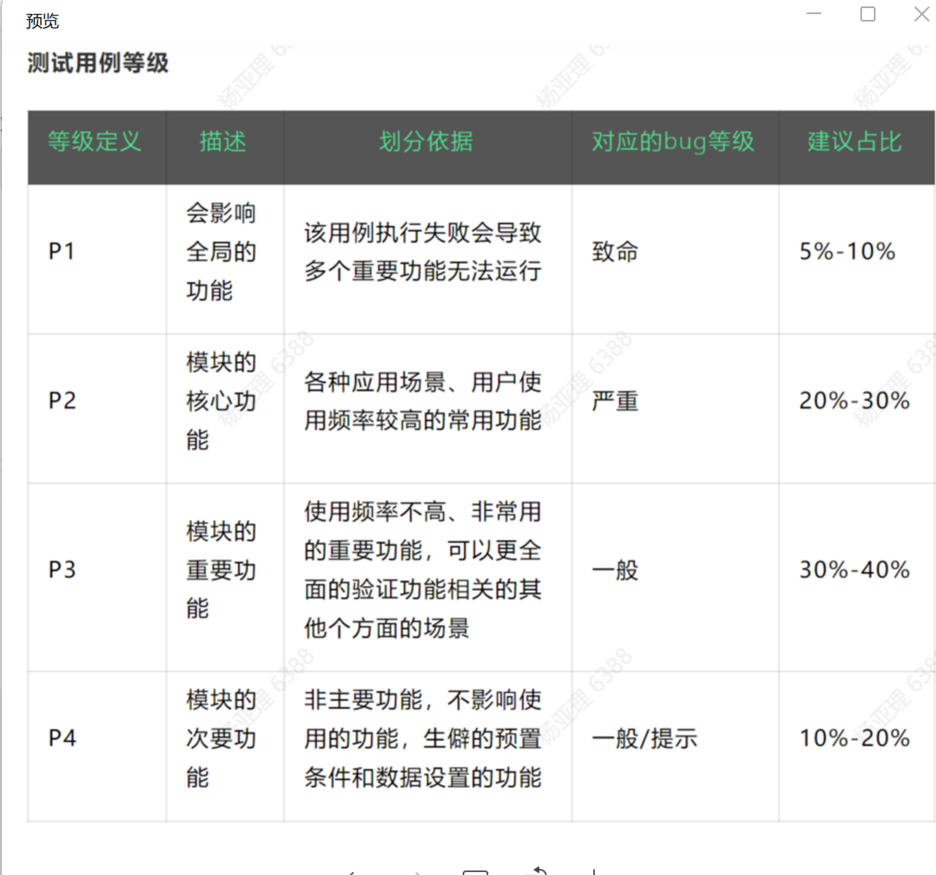 预览
测试用例等级
等级定义 描述 划分依据 对应的bug等级 建议占比
P1
会影响
全局的
功能
该用例执行失败会导致
多个重要功能无法运行
致命
5%-10%
P2
模块的
核心功
能
各种应用场景、用户使
用频率较高的常用功能
严重
20%-30%
P3
模块的
重要功
能
使用频率不高、非常用
的重要功能，可以更全
面的验证功能相关的其
他个方面的场景
一般
30%-40%
P4
模块的
次要功
能
非主要功能，不影响使
用的功能，生僻的预置
条件和数据设置的功能
一般/提示
10%-20%
杨亚理 6388